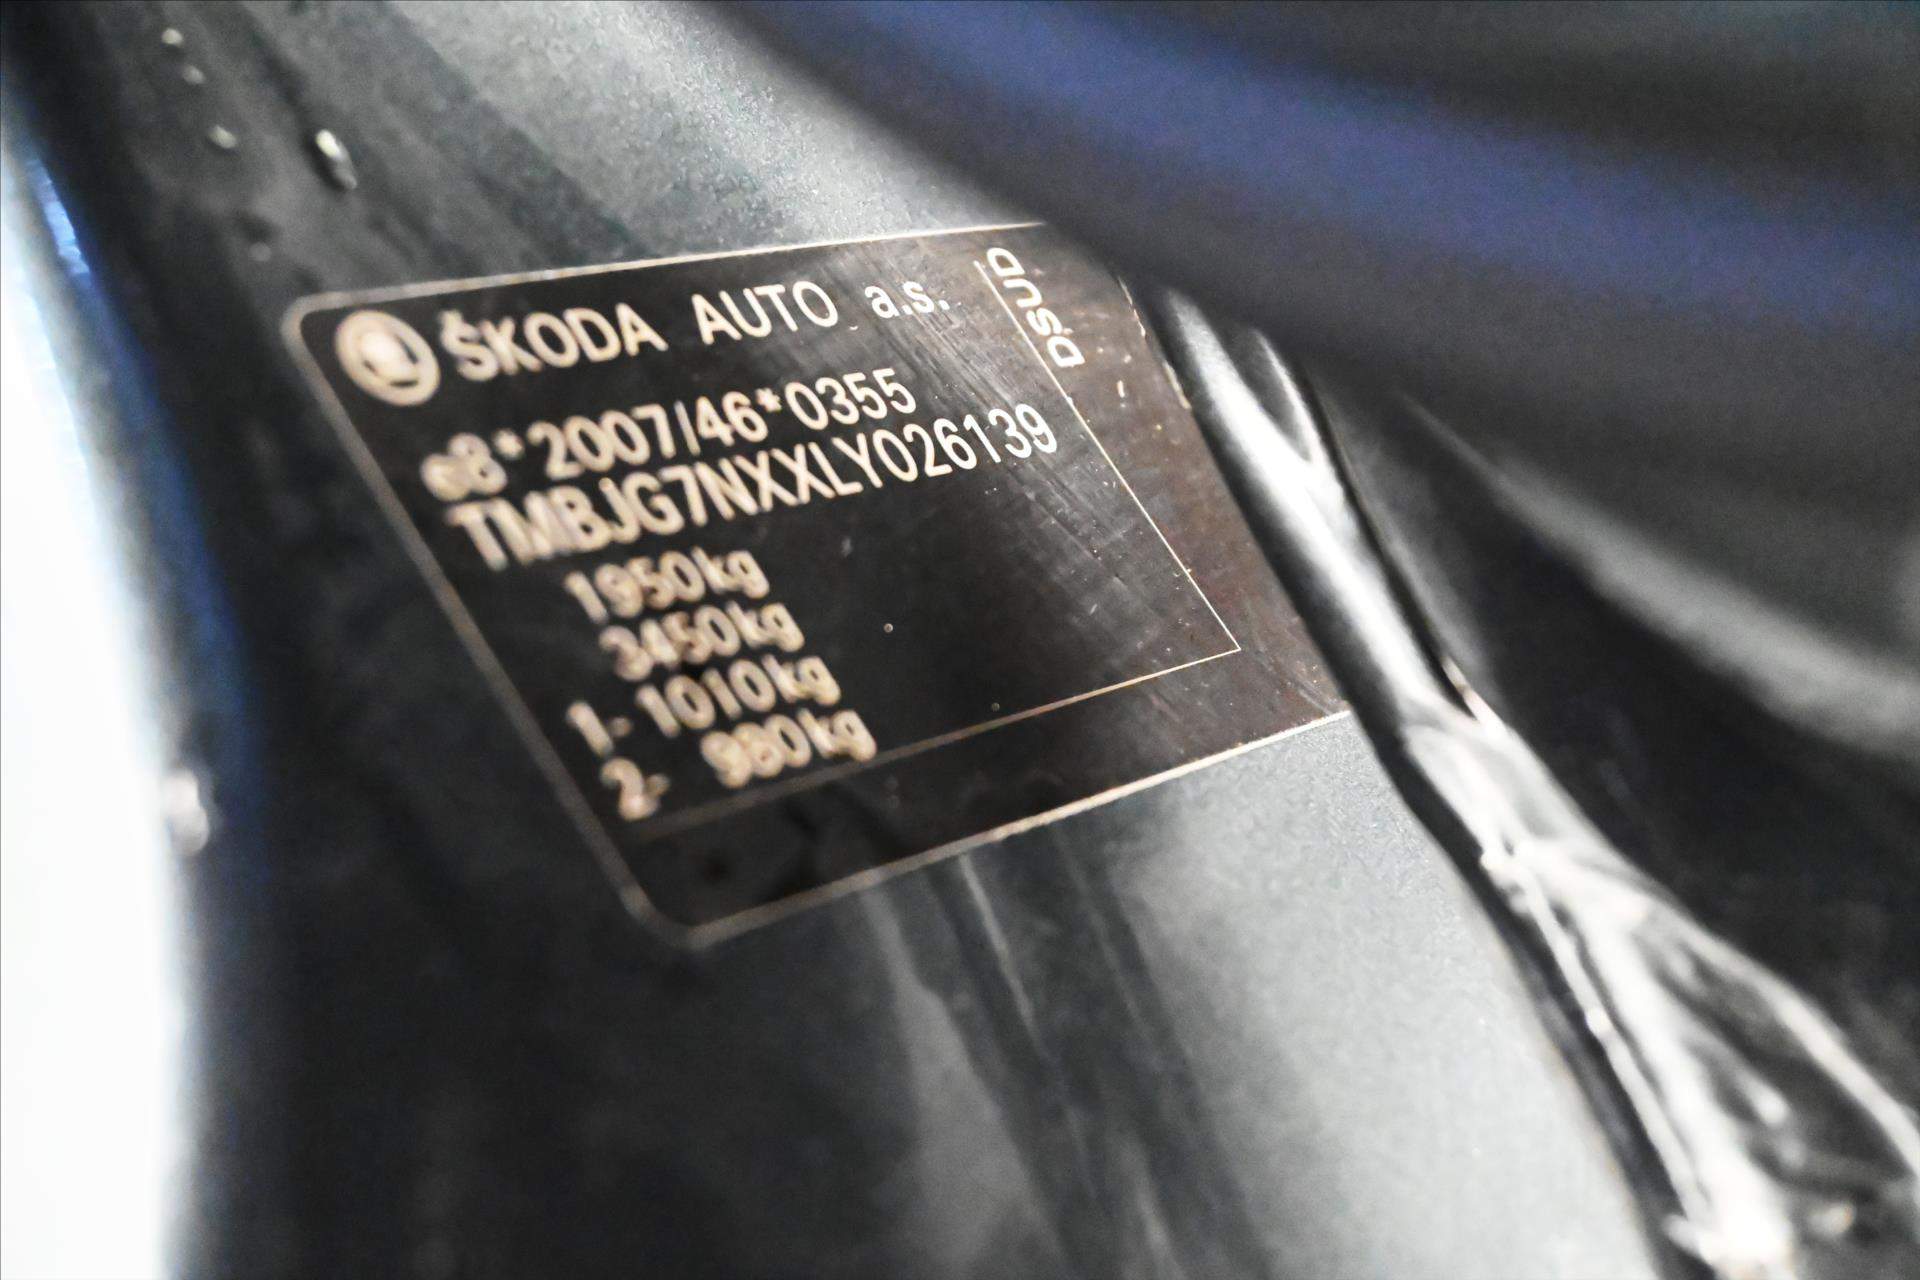 ŠKODA AUTO a.s.
DSUD
e8*2007/46*0355
TMBJG7NXXLY026139
1950kg
3450kg
1- 1010kg
2- 980kg